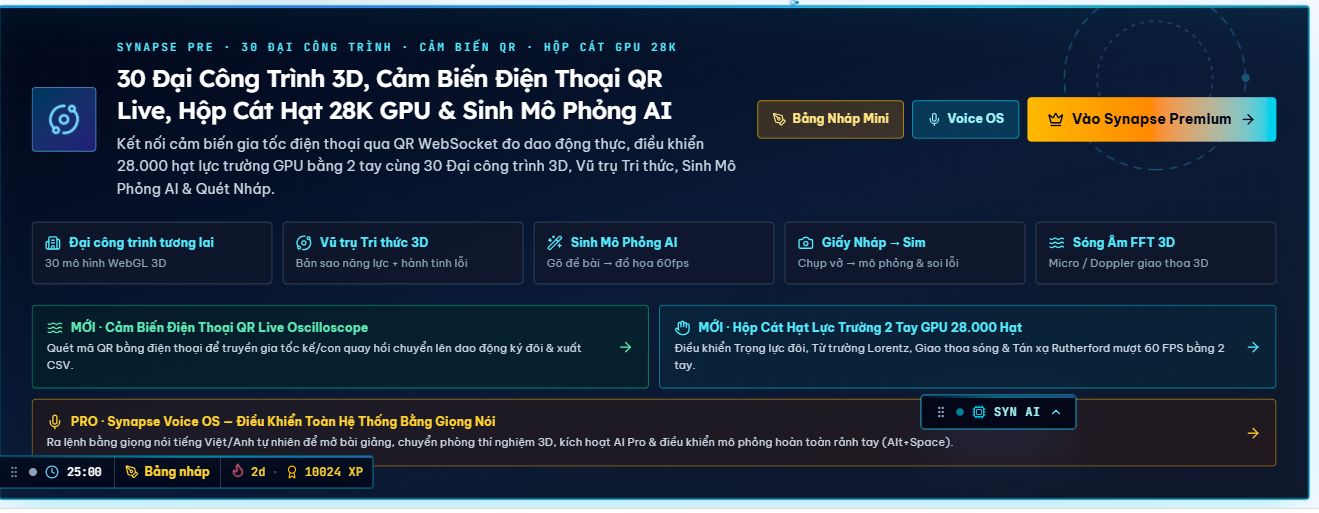 SYNAPSE PRE · 30 ĐẠI CÔNG TRÌNH · CẢM BIẾN QR · HỘP CÁT GPU 28K
30 Đại Công Trình 3D, Cảm Biến Điện Thoại QR
Live, Hộp Cát Hạt 28K GPU & Sinh Mô Phỏng AI
Kết nối cảm biến gia tốc điện thoại qua QR WebSocket đo dao động thực, điều khiển
28.000 hạt lực trường GPU bằng 2 tay cùng 30 Đại công trình 3D, Vũ trụ Tri thức, Sinh Mô
Phỏng AI & Quét Nháp.
Bảng Nháp Mini
Voice OS
Vào Synapse Premium →
Đại công trình tương lai
30 mô hình WebGL 3D
Vũ trụ Tri thức 3D
Bản sao năng lực + hành tinh lỗi
Sinh Mô Phỏng AI
Gõ đề bài → đồ họa 60fps
Giấy Nháp → Sim
Chụp vở → mô phỏng & soi lỗi
Sóng Âm FFT 3D
Micro / Doppler giao thoa 3D
MỚI · Cảm Biến Điện Thoại QR Live Oscilloscope
Quét mã QR bằng điện thoại để truyền gia tốc kế/con quay hồi chuyển lên dao động ký đôi & xuất
CSV.
MỚI · Hộp Cát Hạt Lực Trường 2 Tay GPU 28.000 Hạt
Điều khiển Trọng lực đôi, Từ trường Lorentz, Giao thoa sóng & Tán xạ Rutherford mượt 60 FPS bằng 2
tay.
PRO · Synapse Voice OS — Điều Khiển Toàn Hệ Thống Bằng Giọng Nói
Ra lệnh bằng giọng nói tiếng Việt/Anh tự nhiên để mở bài giảng, chuyển phòng thí nghiệm 3D, kích hoạt AI Pro & điều khiển mô phỏng hoàn toàn rảnh tay (Alt+Space).
SYN AI
25:00
Bảng nháp
2d · 10024 XP